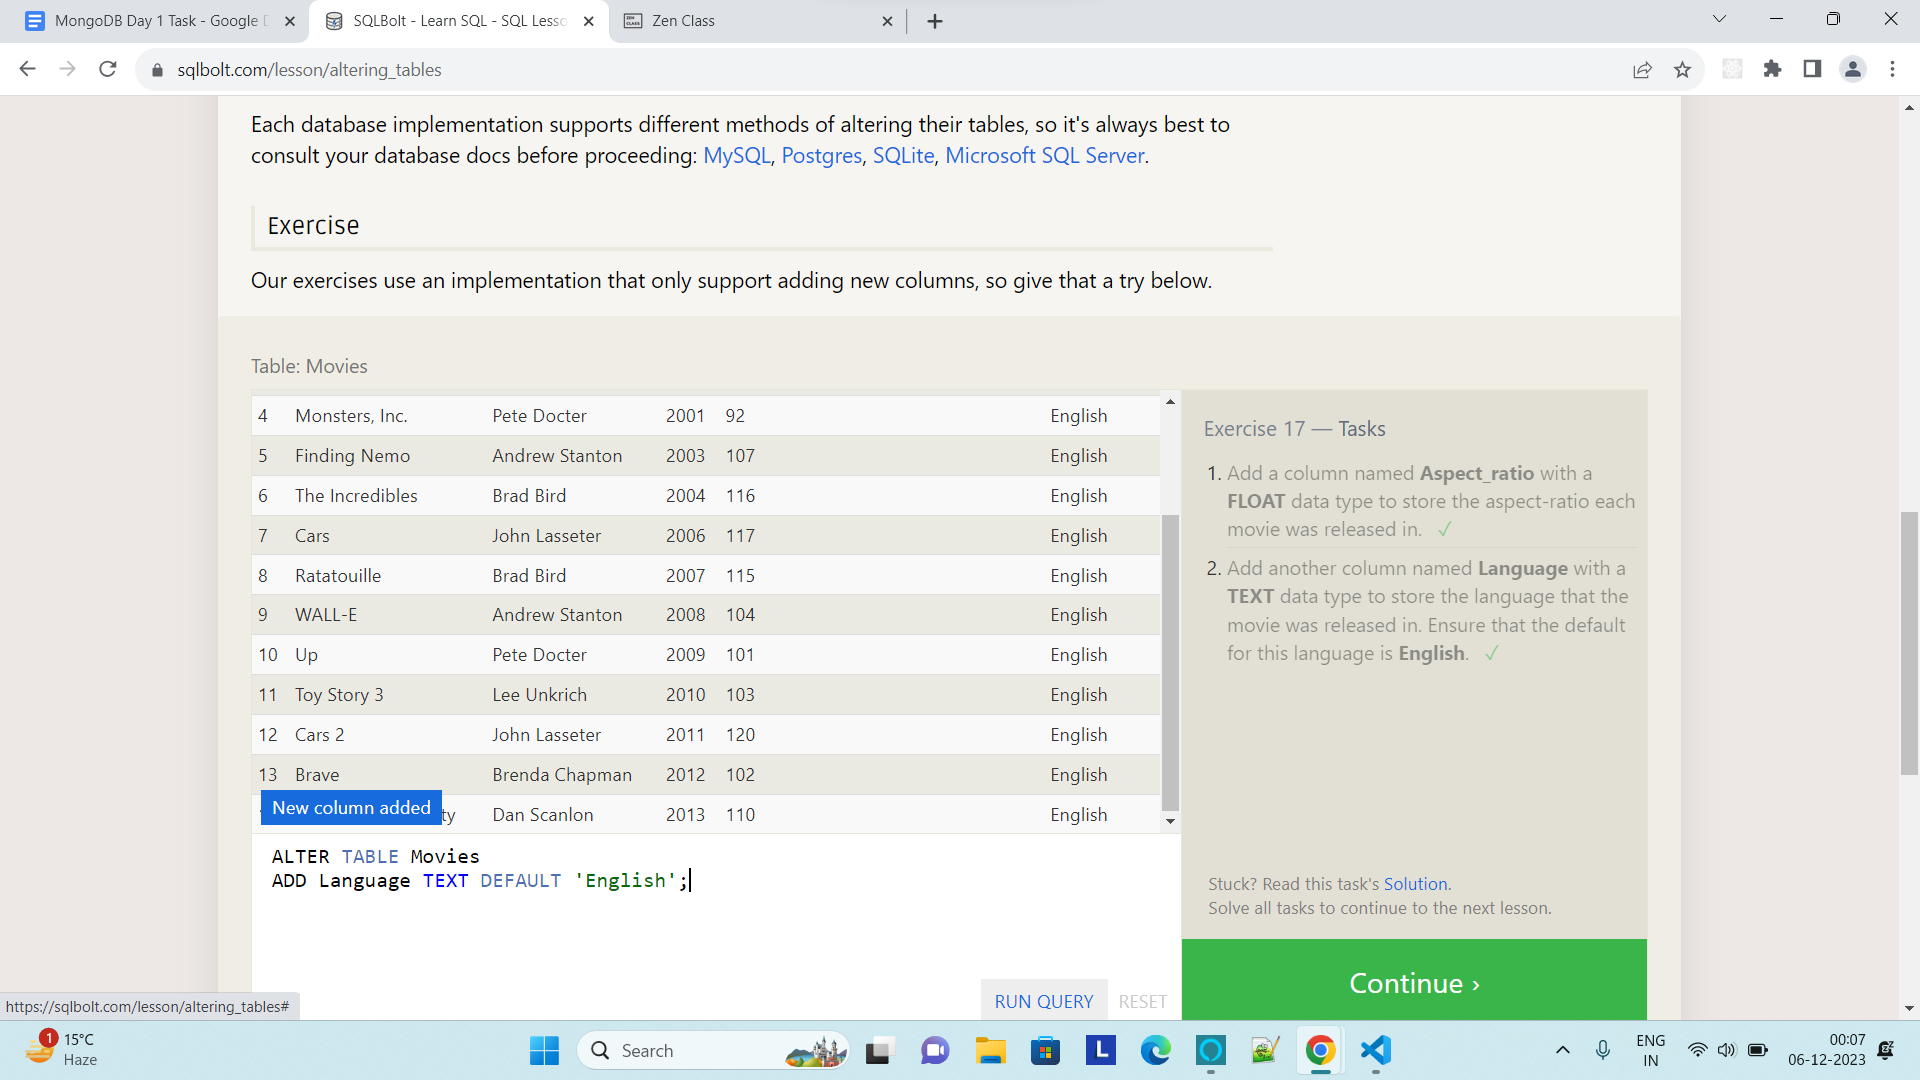 MongoDB Day 1 Task - Google D
SQLBolt - Learn SQL - SQL Lesso
Zen Class
sqlbolt.com/lesson/altering_tables
Each database implementation supports different methods of altering their tables, so it's always best to
consult your database docs before proceeding: MySQL, Postgres, SQLite, Microsoft SQL Server.
Exercise
Our exercises use an implementation that only support adding new columns, so give that a try below.
Table: Movies
4 Monsters, Inc. Pete Docter 2001 92 English
5 Finding Nemo Andrew Stanton 2003 107 English
6 The Incredibles Brad Bird 2004 116 English
7 Cars John Lasseter 2006 117 English
8 Ratatouille Brad Bird 2007 115 English
9 WALL-E Andrew Stanton 2008 104 English
10 Up Pete Docter 2009 101 English
11 Toy Story 3 Lee Unkrich 2010 103 English
12 Cars 2 John Lasseter 2011 120 English
13 Brave Brenda Chapman 2012 102 English
New column added
ty Dan Scanlon 2013 110 English
ALTER TABLE Movies
ADD Language TEXT DEFAULT 'English';
RUN QUERY RESET
Exercise 17 — Tasks
1. Add a column named Aspect_ratio with a
FLOAT data type to store the aspect-ratio each
movie was released in. ✓
2. Add another column named Language with a
TEXT data type to store the language that the
movie was released in. Ensure that the default
for this language is English. ✓
Stuck? Read this task's Solution.
Solve all tasks to continue to the next lesson.
Continue ›
https://sqlbolt.com/lesson/altering_tables#
1
15°C
Haze
Search
L
ENG
IN
00:07
06-12-2023